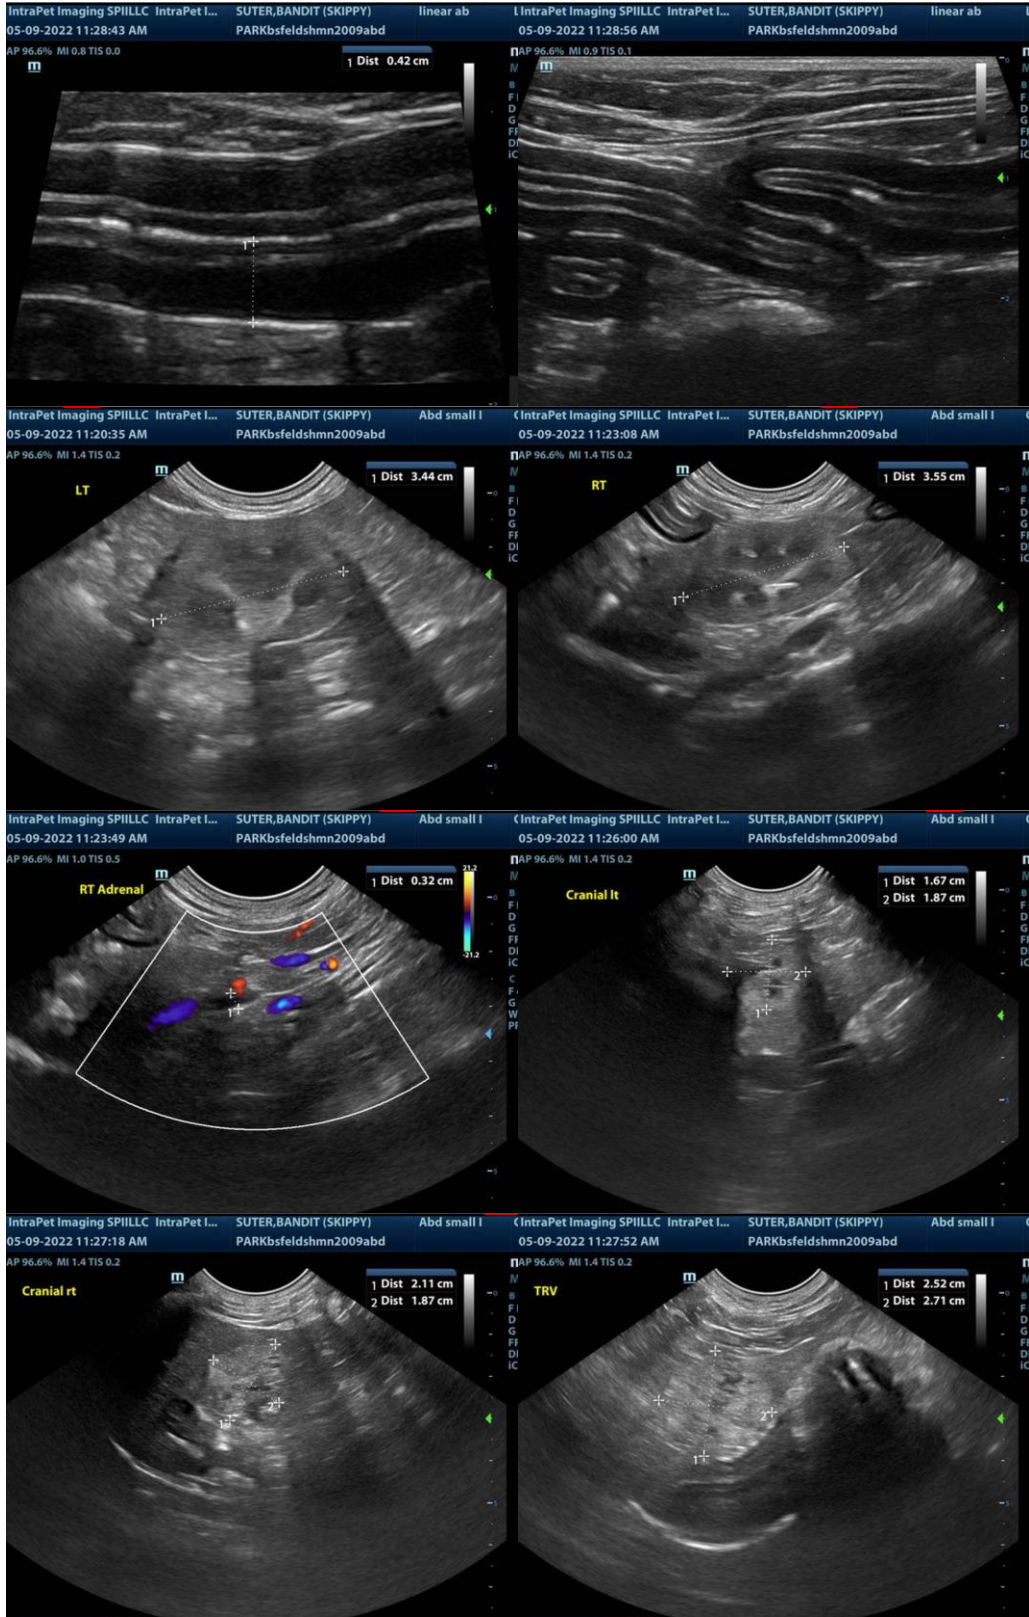 IntraPet Imaging SPIILLC IntraPet I... SUTER,BANDIT (SKIPPY) linear ab
05-09-2022 11:28:43 AM PARKbsfeldshmn2009abd
AP 96.6% MI 0.8 TIS 0.0
m
1 Dist 0.42 cm
1
IntraPet Imaging SPIILLC IntraPet I... SUTER,BANDIT (SKIPPY) linear ab
05-09-2022 11:28:56 AM PARKbsfeldshmn2009abd
AP 96.6% MI 0.9 TIS 0.1
m
IntraPet Imaging SPIILLC IntraPet I... SUTER,BANDIT (SKIPPY) Abd small I
05-09-2022 11:20:35 AM PARKbsfeldshmn2009abd
AP 96.6% MI 1.4 TIS 0.2
m
LT
1 Dist 3.44 cm
1
IntraPet Imaging SPIILLC IntraPet I... SUTER,BANDIT (SKIPPY) Abd small I
05-09-2022 11:23:08 AM PARKbsfeldshmn2009abd
AP 96.6% MI 1.4 TIS 0.2
m
RT
1 Dist 3.55 cm
1
IntraPet Imaging SPIILLC IntraPet I... SUTER,BANDIT (SKIPPY) Abd small I
05-09-2022 11:23:49 AM PARKbsfeldshmn2009abd
AP 96.6% MI 1.0 TIS 0.5
m
RT Adrenal
1 Dist 0.32 cm
21.2
-21.2
1
IntraPet Imaging SPIILLC IntraPet I... SUTER,BANDIT (SKIPPY) Abd small I
05-09-2022 11:26:00 AM PARKbsfeldshmn2009abd
AP 96.6% MI 1.4 TIS 0.2
m
Cranial lt
1 Dist 1.67 cm
2 Dist 1.87 cm
2
1
IntraPet Imaging SPIILLC IntraPet I... SUTER,BANDIT (SKIPPY) Abd small I
05-09-2022 11:27:18 AM PARKbsfeldshmn2009abd
AP 96.6% MI 1.4 TIS 0.2
m
Cranial rt
1 Dist 2.11 cm
2 Dist 1.87 cm
2
1
IntraPet Imaging SPIILLC IntraPet I... SUTER,BANDIT (SKIPPY) Abd small I
05-09-2022 11:27:52 AM PARKbsfeldshmn2009abd
AP 96.6% MI 1.4 TIS 0.2
m
TRV
1 Dist 2.52 cm
2 Dist 2.71 cm
2
1